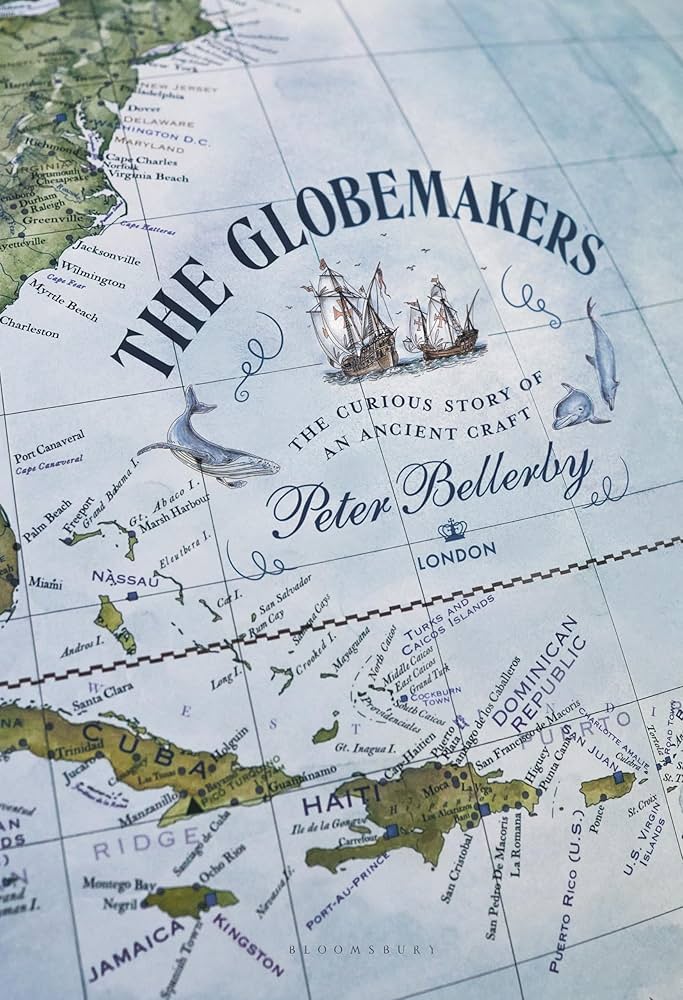 NEW JERSEY
Philadelphia
Dover
DELAWARE
WASHINGTON D.C.
MARYLAND
Richmond
Cape Charles
Norfolk
VIRGINIA
Portsmouth
Virginia Beach
Chesapeake
Durham
Raleigh
Greenville
Cape Hatteras
Fayetteville
Jacksonville
Wilmington
Cape Fear
Myrtle Beach
Charleston
THE GLOBEMAKERS
THE CURIOUS STORY OF
AN ANCIENT CRAFT
Peter Bellerby
LONDON
Port Canaveral
Cape Canaveral
Palm Beach
Freeport
Grand Bahama I.
Gt. Abaco I.
Marsh Harbour
Miami
Eleuthera I.
NASSAU
Cat I.
San Salvador
Rum Cay
Andros I.
Samana Cays
Crooked I.
Long I.
Mayaguana
North Caicos
TURKS AND
CAICOS ISLANDS
Middle Caicos
East Caicos
Grand Turk
COCKBURN
TOWN
South Caicos
Providenciales
Gt. Inagua I.
W E S T
Santa Clara
CUBA
Trinidad
Jucaro
Las Tunas
Holguin
Bayamo
PICO TURQUINO
Manzanillo
Guantanamo
Santiago de Cuba
DOMINICAN
REPUBLIC
Puerto Plata
Santiago de los Caballeros
San Francisco de Macoris
Cap-Haitien
HAITI
Moca
La Vega
Higuey
Punta Cana
Ile de la Gonave
Carrefour
PORT-AU-PRINCE
Los Alcarrizos
Bani
San Cristobal
San Pedro De Macoris
La Romana
PUERTO
SAN JUAN
CHARLOTTE AMALIE
Culebra
ROAD TOWN
Ponce
St. Croix
U.S. VIRGIN
ISLANDS
PUERTO RICO (U.S.)
RIDGE
Montego Bay
Ocho Rios
Negril
Navassa I.
JAMAICA
KINGSTON
Spanish Town
BLOOMSBURY